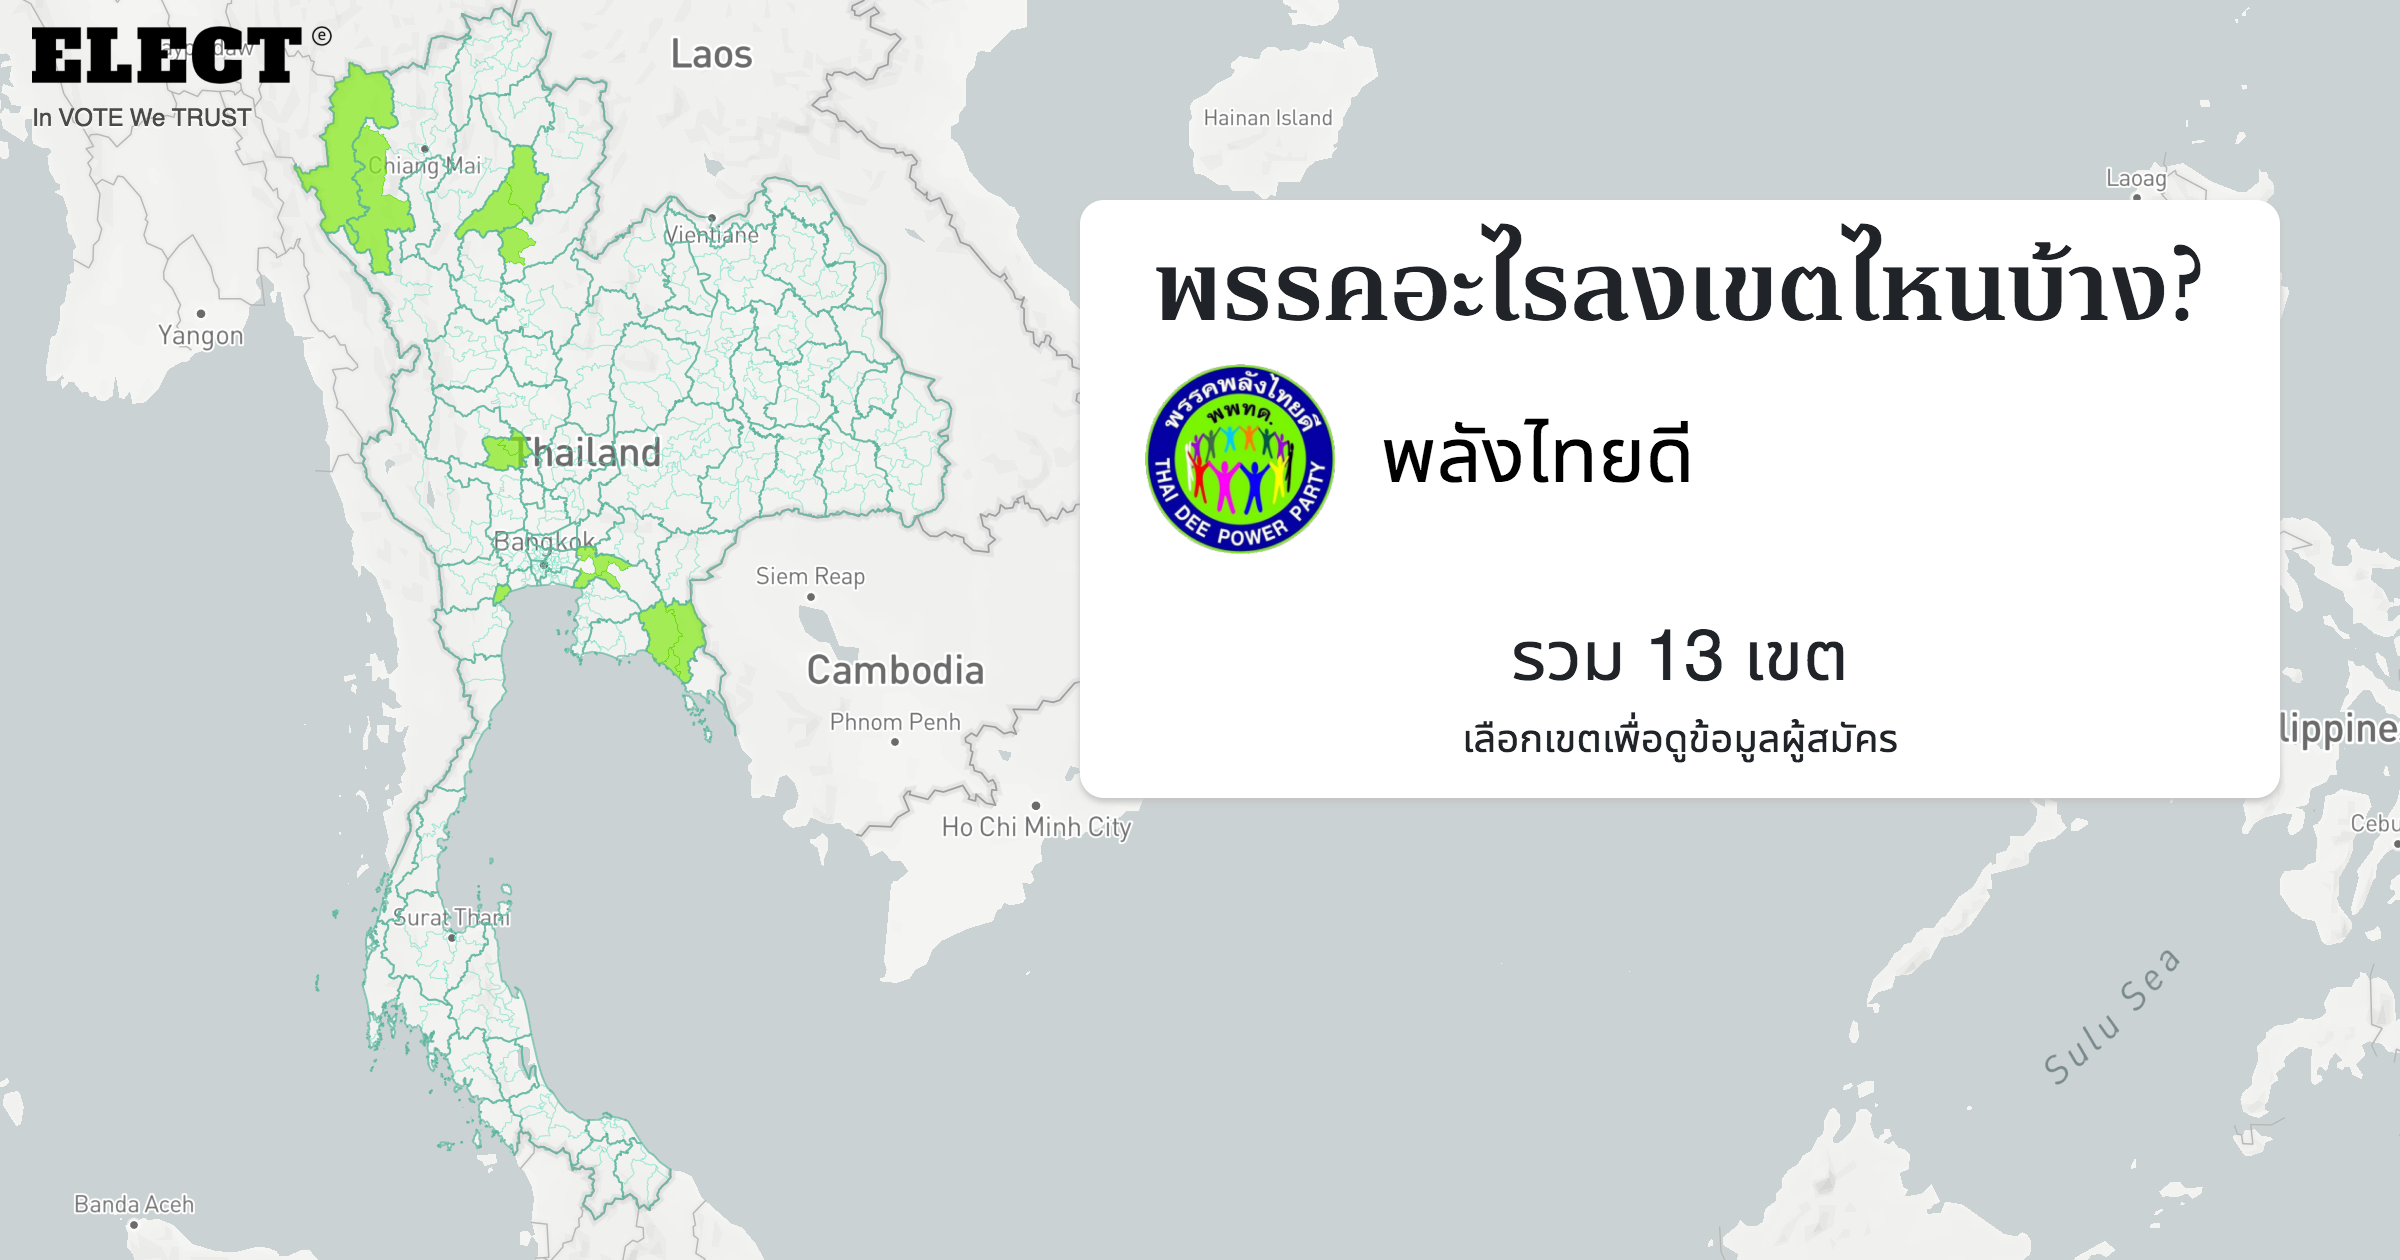 ELECT ⓔ
In VOTE We TRUST
Laos
Hainan Island
Chiang Mai
Laoag
Vientiane
Yangon
Thailand
Bangkok
Siem Reap
Cambodia
Phnom Penh
Ho Chi Minh City
Surat Thani
Banda Aceh
Sulu Sea
พรรคอะไรลงเขตไหนบ้าง?
พรรคพลังไทยดี
พพทด.
THAI DEE POWER PARTY
พลังไทยดี
รวม 13 เขต
เลือกเขตเพื่อดูข้อมูลผู้สมัคร
lippine
Cebu